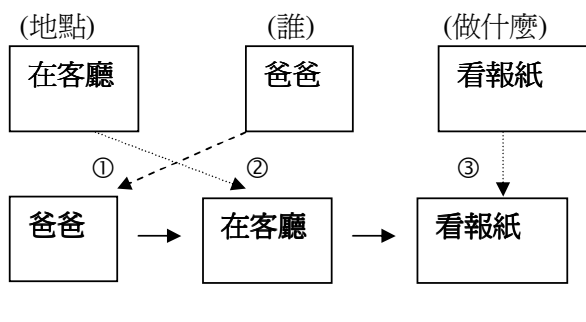 (地點) (誰) (做什麼)
在客廳 爸爸 看報紙
① ② ③
爸爸 在客廳 看報紙